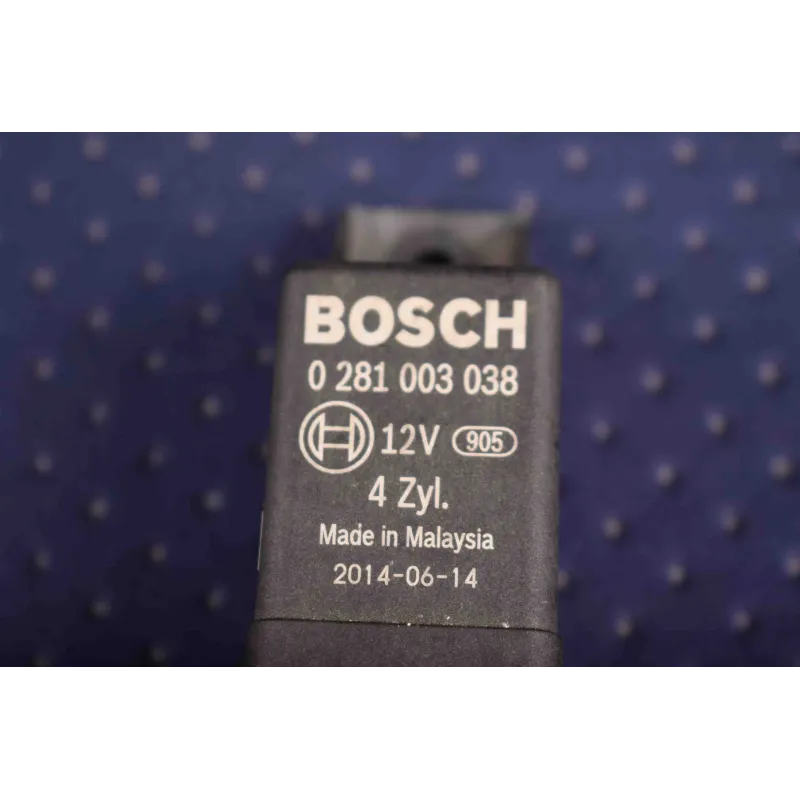 BOSCH
0 281 003 038
12V 905
4 Zyl.
Made in Malaysia
2014-06-14